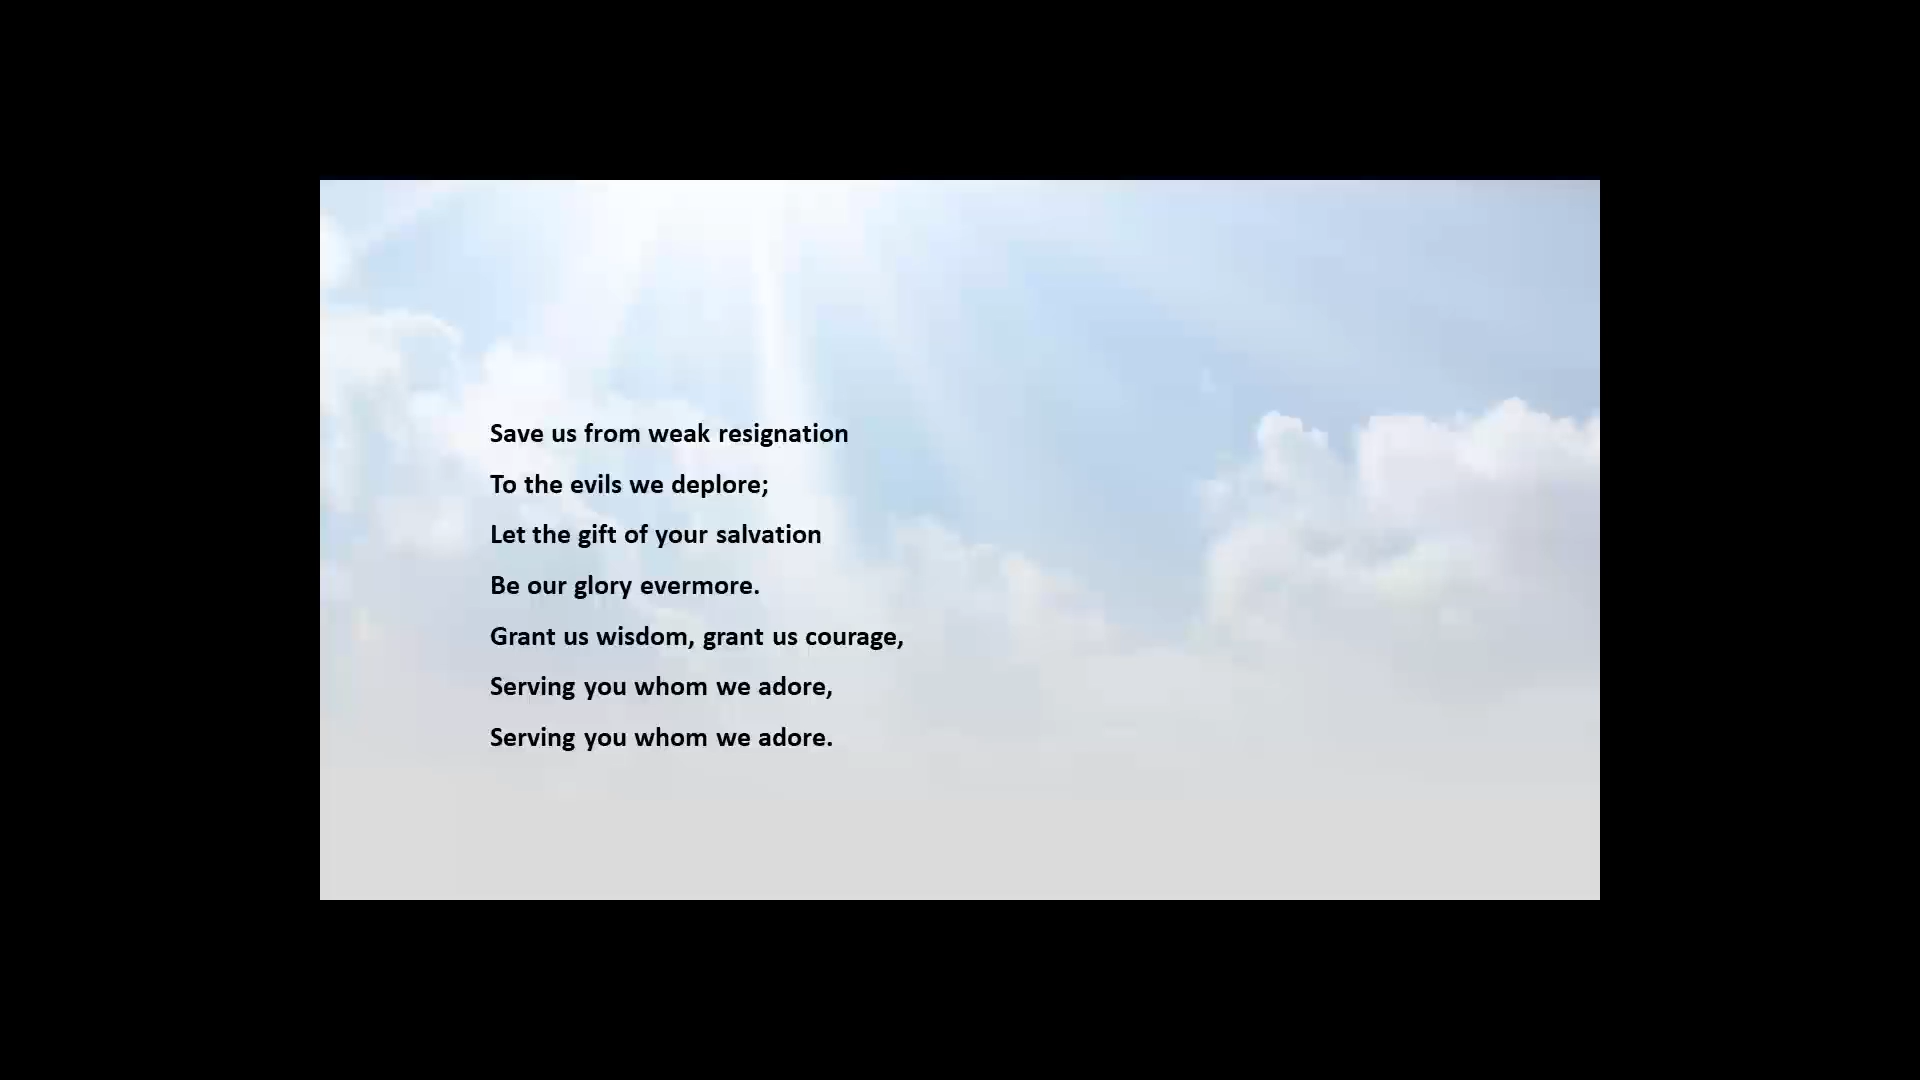 Save us from weak resignation
To the evils we deplore;
Let the gift of your salvation
Be our glory evermore.
Grant us wisdom, grant us courage,
Serving you whom we adore,
Serving you whom we adore.